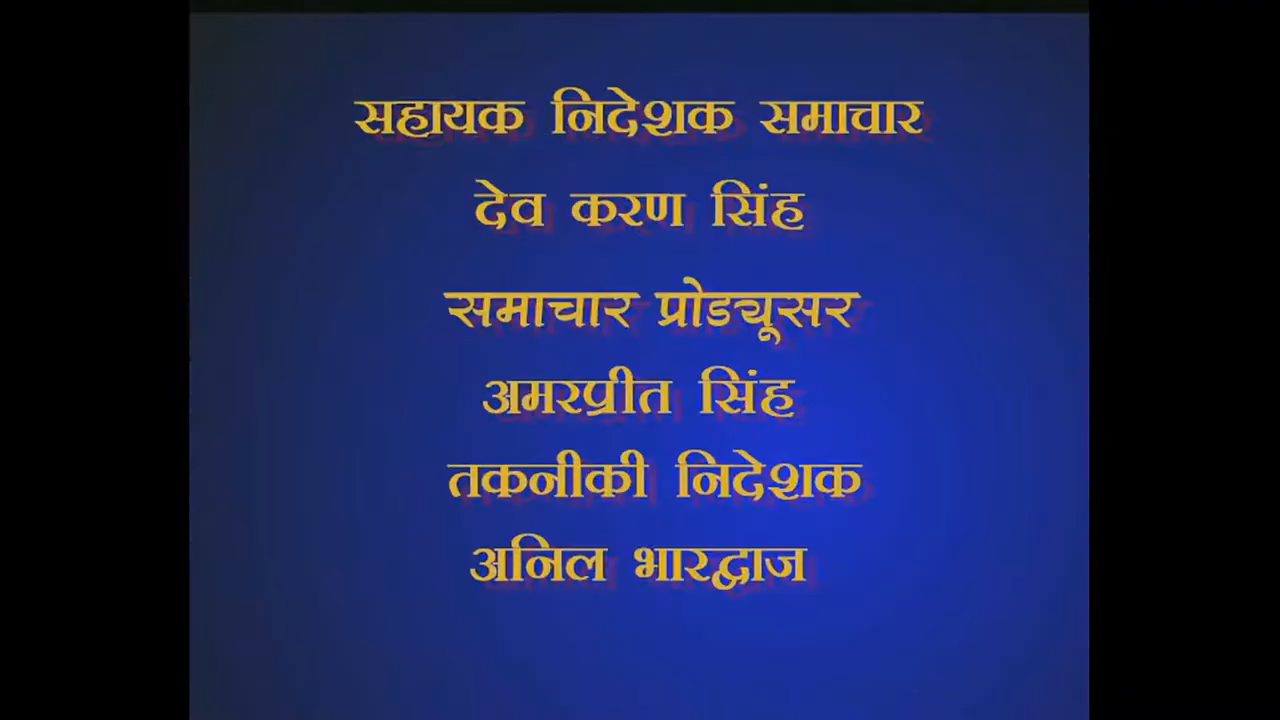 सहायक निदेशक समाचार
देव करण सिंह
समाचार प्रोड्यूसर
अमरप्रीत सिंह
तकनीकी निदेशक
अनिल भारद्वाज